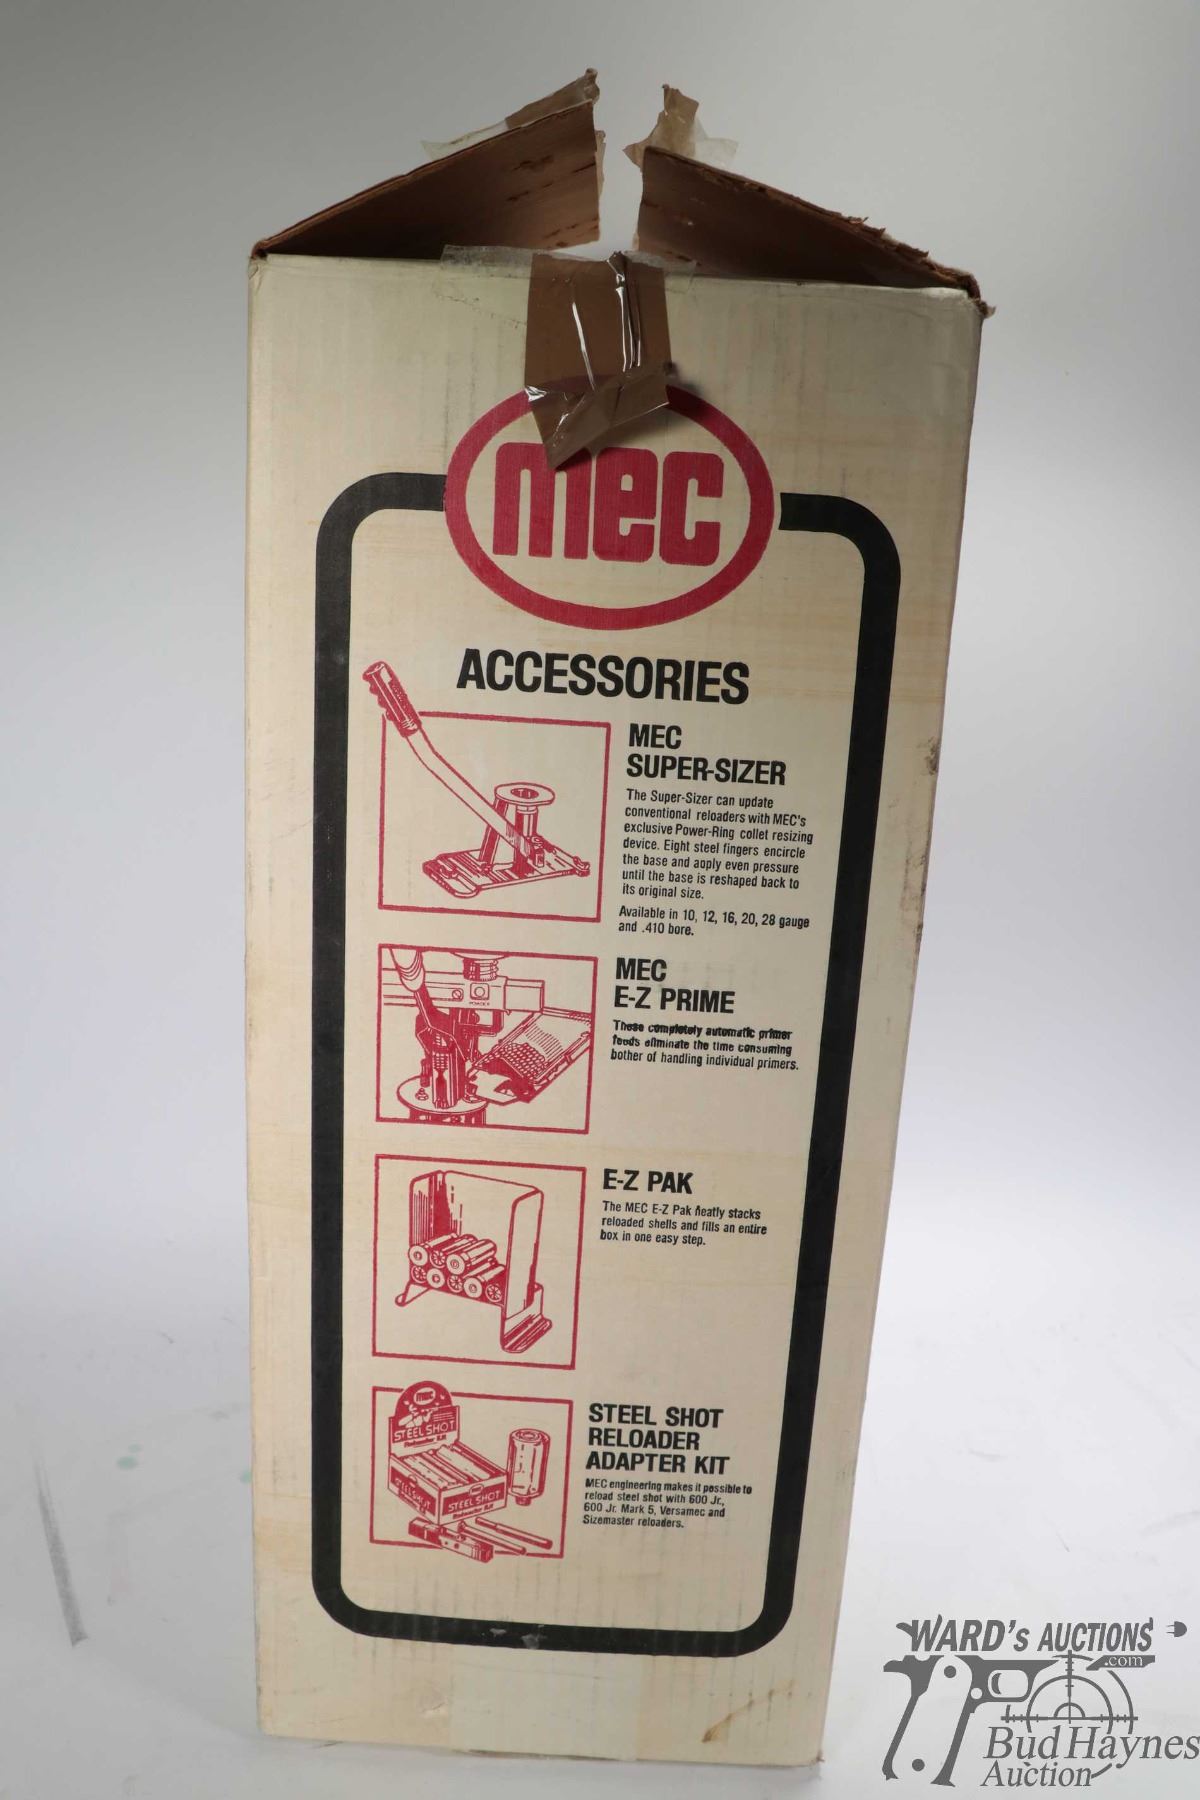 mec
ACCESSORIES
MEC
SUPER-SIZER
The Super-Sizer can update
conventional reloaders with MEC's
exclusive Power-Ring collet resizing
device. Eight steel fingers encircle
the base and apply even pressure
until the base is reshaped back to
its original size.
Available in 10, 12, 16, 20, 28 gauge
and .410 bore.
MEC
E-Z PRIME
These completely automatic primer
feeds eliminate the time consuming
bother of handling individual primers.
E-Z PAK
The MEC E-Z Pak neatly stacks
reloaded shells and fills an entire
box in one easy step.
mec
STEEL SHOT
STEEL SHOT
STEEL SHOT
STEEL SHOT
RELOADER
ADAPTER KIT
MEC engineering makes it possible to
reload steel shot with 600 Jr.,
600 Jr. Mark 5, Versamec and
Sizemaster reloaders.
WARD's AUCTIONS
.com
Bud Haynes
Auction